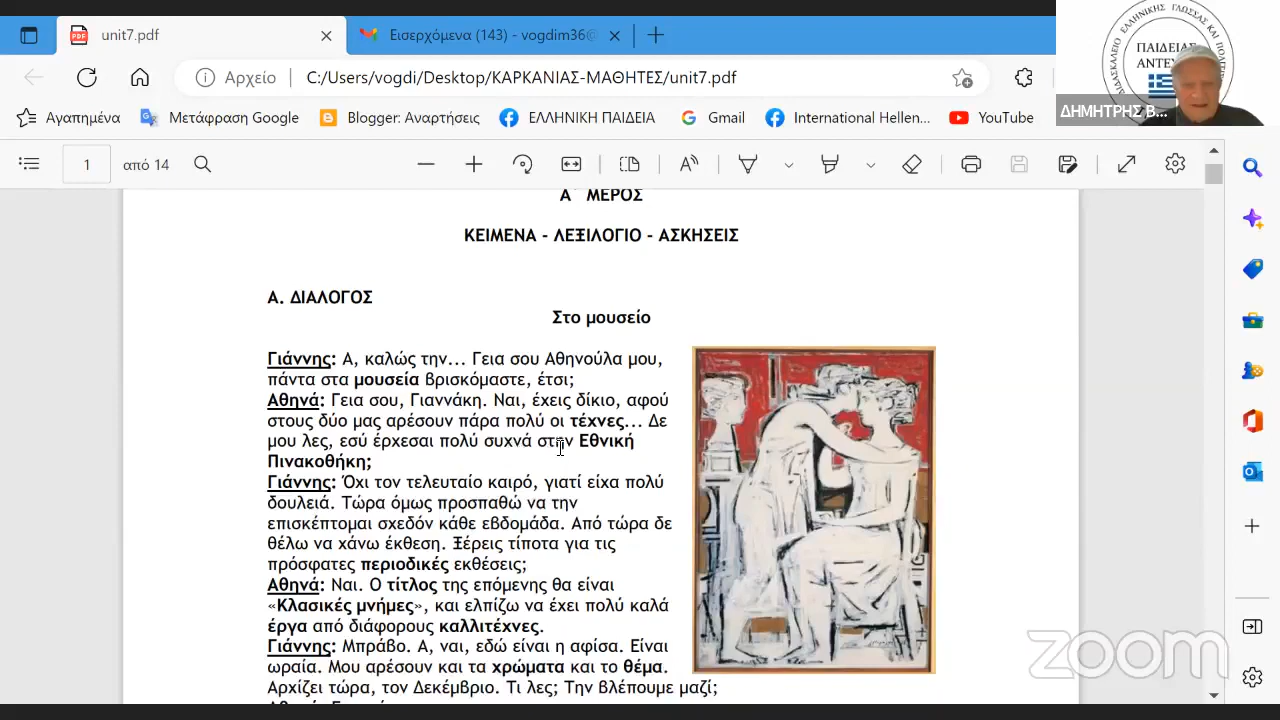 unit7.pdf
Εισερχόμενα (143) - vogdim36@
Αρχείο
C:/Users/vogdi/Desktop/ΚΑΡΚΑΝΙΑΣ-ΜΑΘΗΤΕΣ/unit7.pdf
ΠΑΙΔΕΙΑΣ
ΔΗΜΗΤΡΗΣ Β...
Αγαπημένα
Μετάφραση Google
Blogger: Αναρτήσεις
ΕΛΛΗΝΙΚΗ ΠΑΙΔΕΙΑ
Gmail
International Hellen...
YouTube
1 από 14
Α΄ ΜΕΡΟΣ
ΚΕΙΜΕΝΑ - ΛΕΞΙΛΟΓΙΟ - ΑΣΚΗΣΕΙΣ
Α. ΔΙΑΛΟΓΟΣ
Στο μουσείο
Γιάννης: Α, καλώς την... Γεια σου Αθηνούλα μου,
πάντα στα μουσεία βρισκόμαστε, έτσι;
Αθηνά: Γεια σου, Γιαννάκη. Ναι, έχεις δίκιο, αφού
στους δύο μας αρέσουν πάρα πολύ οι τέχνες... Δε
μου λες, εσύ έρχεσαι πολύ συχνά στην Εθνική
Πινακοθήκη;
Γιάννης: Όχι τον τελευταίο καιρό, γιατί είχα πολύ
δουλειά. Τώρα όμως προσπαθώ να την
επισκέπτομαι σχεδόν κάθε εβδομάδα. Από τώρα δε
θέλω να χάνω έκθεση. Ξέρεις τίποτα για τις
πρόσφατες περιοδικές εκθέσεις;
Αθηνά: Ναι. Ο τίτλος της επόμενης θα είναι
«Κλασικές μνήμες», και ελπίζω να έχει πολύ καλά
έργα από διάφορους καλλιτέχνες.
Γιάννης: Μπράβο. Α, ναι, εδώ είναι η αφίσα. Είναι
ωραία. Μου αρέσουν και τα χρώματα και το θέμα.
Αρχίζει τώρα, τον Δεκέμβριο. Τι λες; Την βλέπουμε μαζί;
zoom